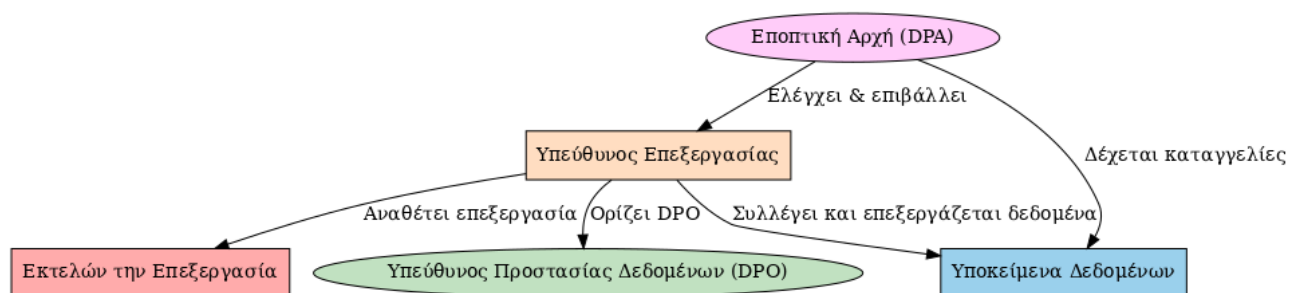 Εποπτική Αρχή (DPA)
Ελέγχει & επιβάλλει
Υπεύθυνος Επεξεργασίας
Δέχεται καταγγελίες
Αναθέτει επεξεργασία
Ορίζει DPO
Συλλέγει και επεξεργάζεται δεδομένα
Εκτελών την Επεξεργασία
Υπεύθυνος Προστασίας Δεδομένων (DPO)
Υποκείμενα Δεδομένων